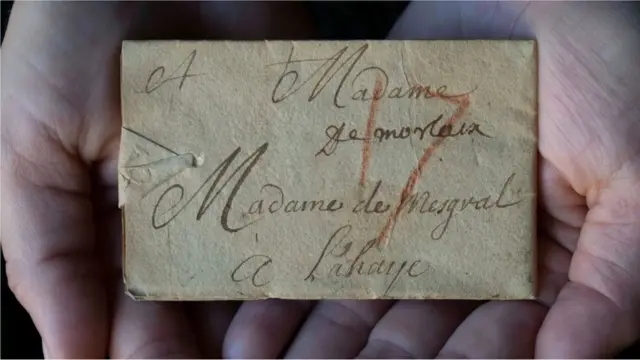 A Madame
De morlaix
Madame de Mesgral
à Lahaye
17